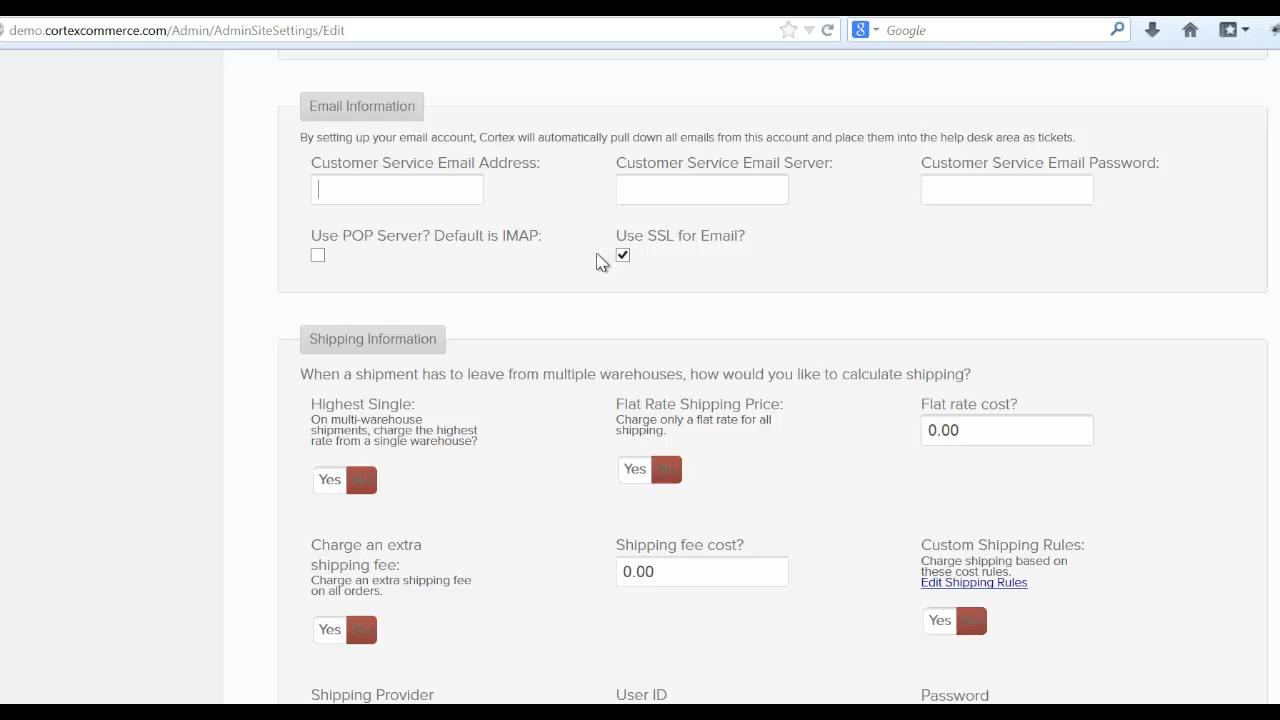 demo.cortexcommerce.com/Admin/AdminSiteSettings/Edit
Google
Email Information
By setting up your email account, Cortex will automatically pull down all emails from this account and place them into the help desk area as tickets.
Customer Service Email Address:
Customer Service Email Server:
Customer Service Email Password:
Use POP Server? Default is IMAP:
Use SSL for Email?
Shipping Information
When a shipment has to leave from multiple warehouses, how would you like to calculate shipping?
Highest Single:
On multi-warehouse
shipments, charge the highest
rate from a single warehouse?
Yes No
Flat Rate Shipping Price:
Charge only a flat rate for all
shipping.
Yes No
Flat rate cost?
0.00
Charge an extra
shipping fee:
Charge an extra shipping fee
on all orders.
Yes No
Shipping fee cost?
0.00
Custom Shipping Rules:
Charge shipping based on
these cost rules.
Edit Shipping Rules
Yes No
Shipping Provider
User ID
Password